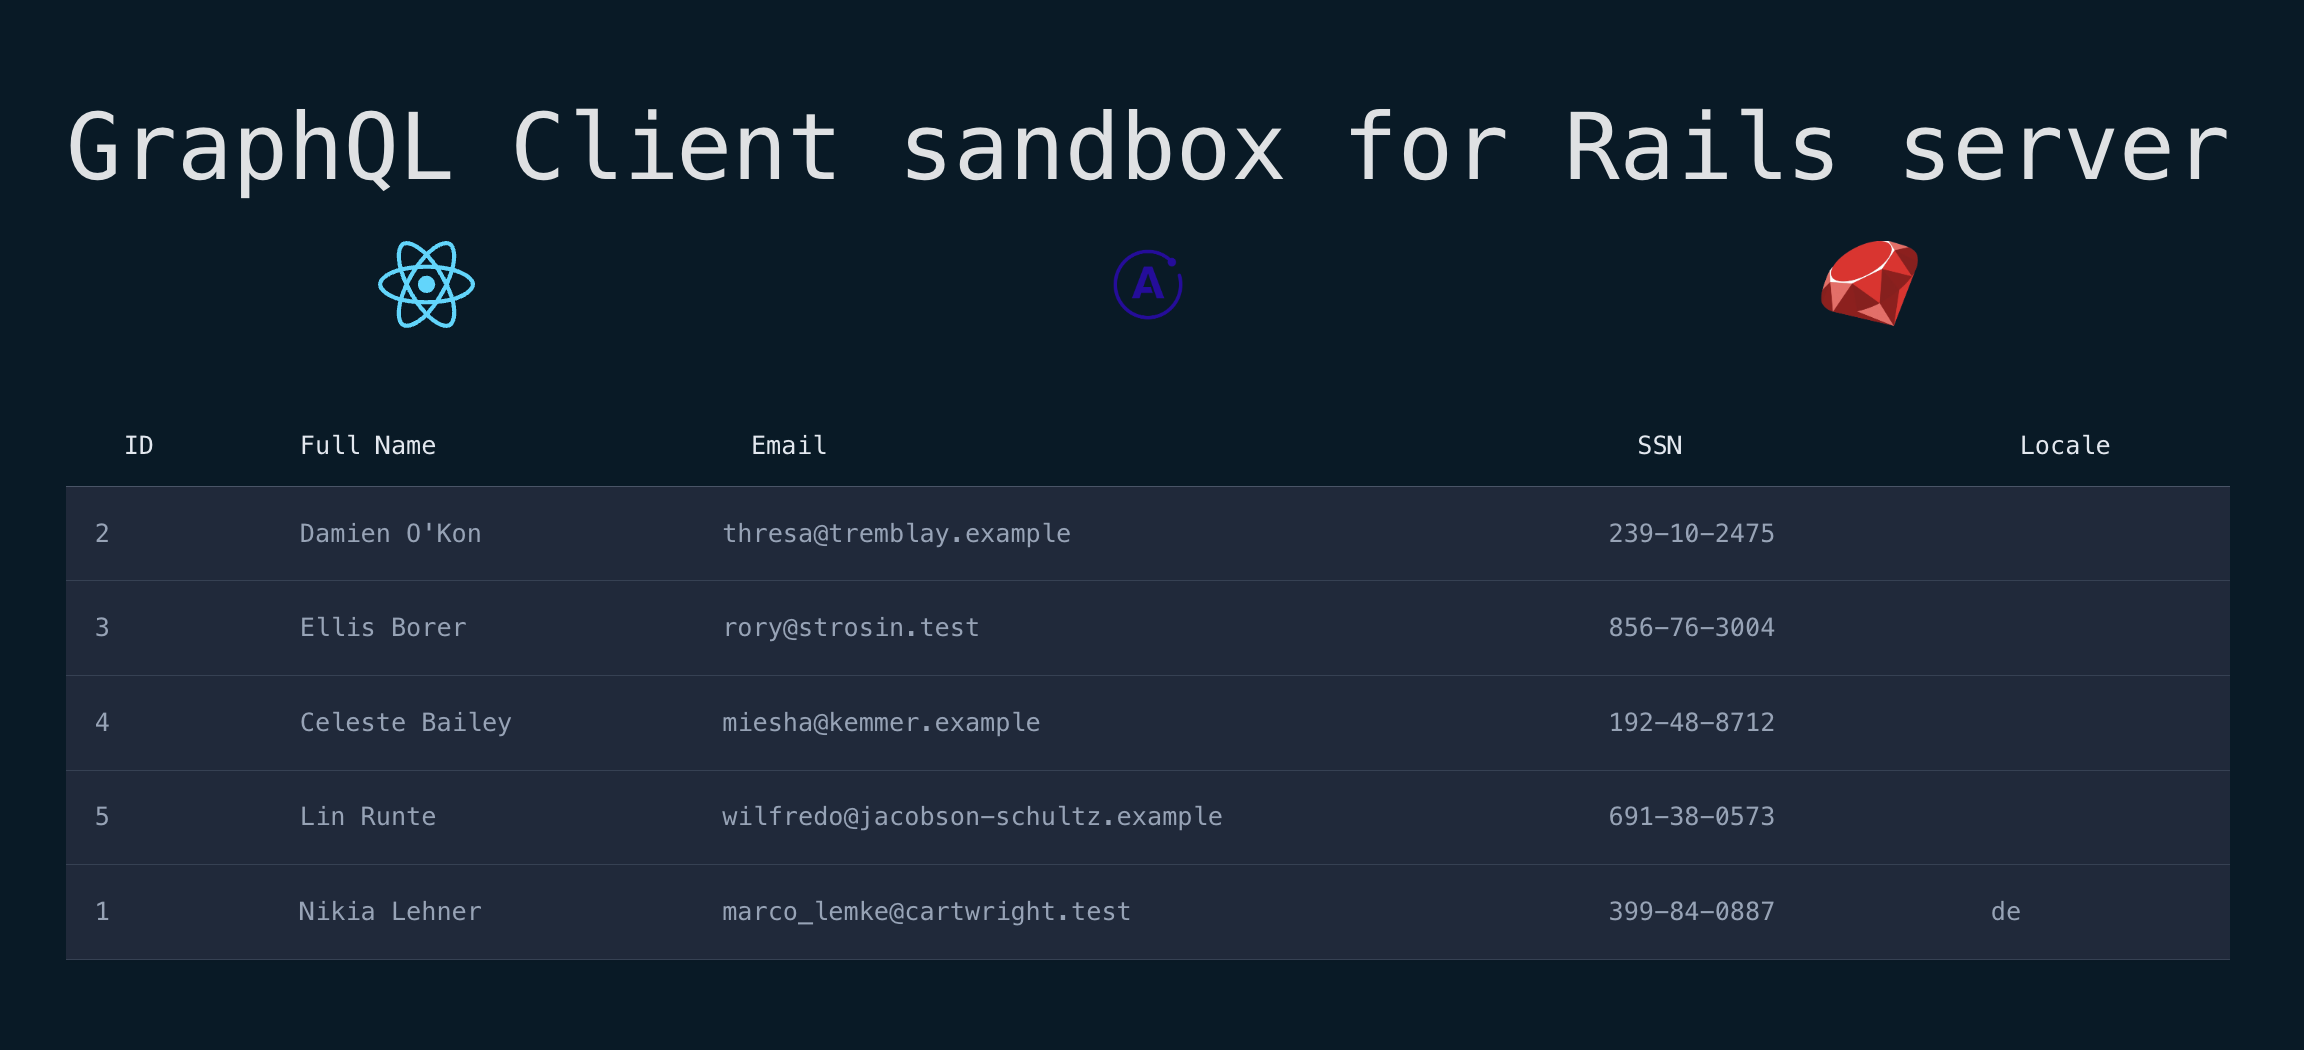 GraphQL Client sandbox for Rails server
A
ID Full Name Email SSN Locale
2 Damien O'Kon thresa@tremblay.example 239-10-2475
3 Ellis Borer rory@strosin.test 856-76-3004
4 Celeste Bailey miesha@kemmer.example 192-48-8712
5 Lin Runte wilfredo@jacobson-schultz.example 691-38-0573
1 Nikia Lehner marco_lemke@cartwright.test 399-84-0887 de